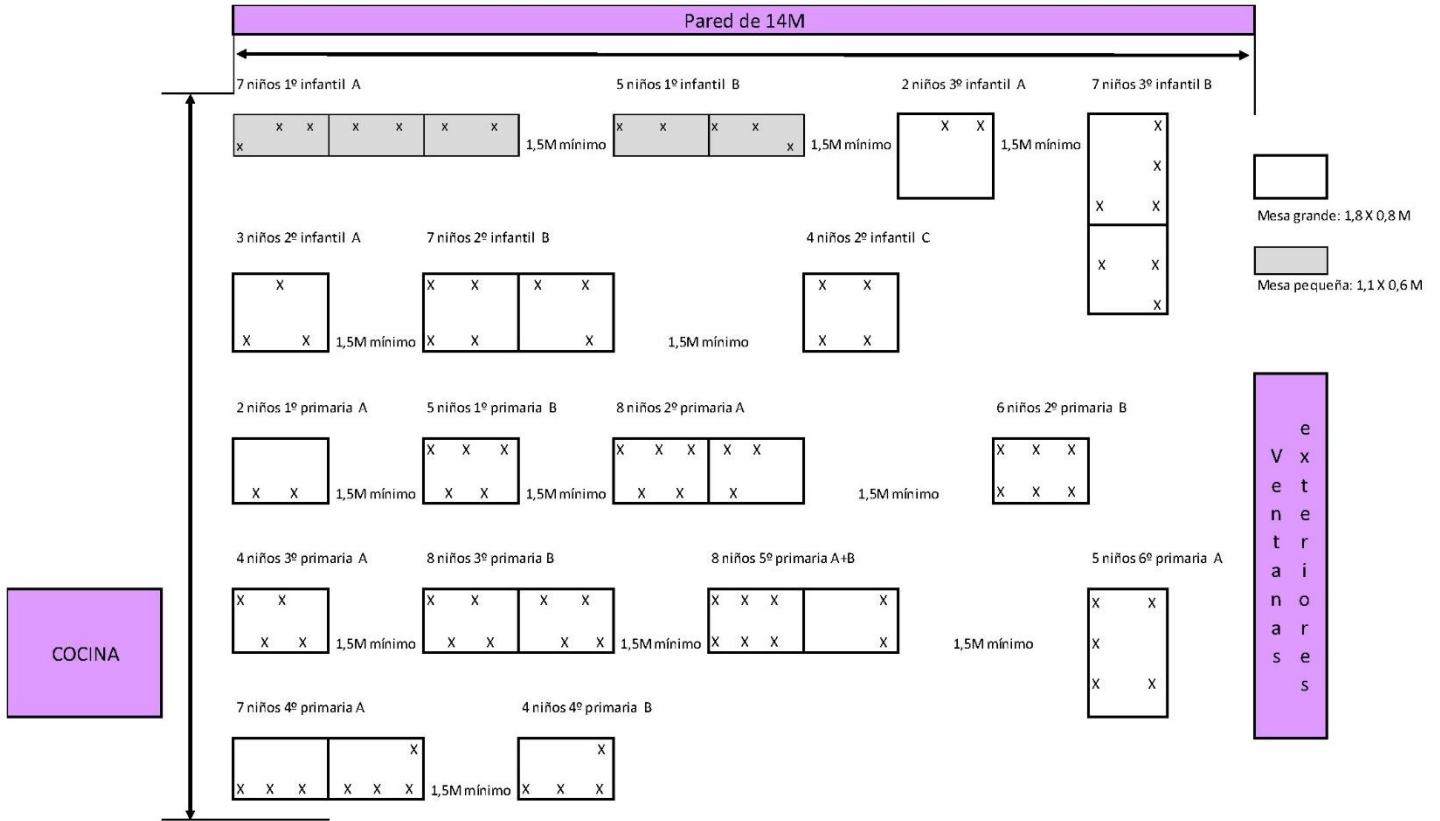 Pared de 14M
7 niños 1º infantil A
5 niños 1º infantil B
2 niños 3º infantil A
7 niños 3º infantil B
x x x x x x
x
1,5M mínimo
x x x x
x
1,5M mínimo
X X
1,5M mínimo
X
X
X X
X X
X
Mesa grande: 1,8 X 0,8 M
Mesa pequeña: 1,1 X 0,6 M
3 niños 2º infantil A
7 niños 2º infantil B
4 niños 2º infantil C
X
X X
1,5M mínimo
X X X X
X X X
1,5M mínimo
X X
X X
2 niños 1º primaria A
5 niños 1º primaria B
8 niños 2º primaria A
6 niños 2º primaria B
X X
1,5M mínimo
X X X
X X
1,5M mínimo
X X X X X
X X X
1,5M mínimo
X X X
X X X
Ventanas
exteriores
4 niños 3º primaria A
8 niños 3º primaria B
8 niños 5º primaria A+B
5 niños 6º primaria A
X X
X X
1,5M mínimo
X X X X
X X X X
1,5M mínimo
X X X X
X X X X
1,5M mínimo
X X
X
X X
COCINA
7 niños 4º primaria A
4 niños 4º primaria B
X
X X X X X X
1,5M mínimo
X
X X X